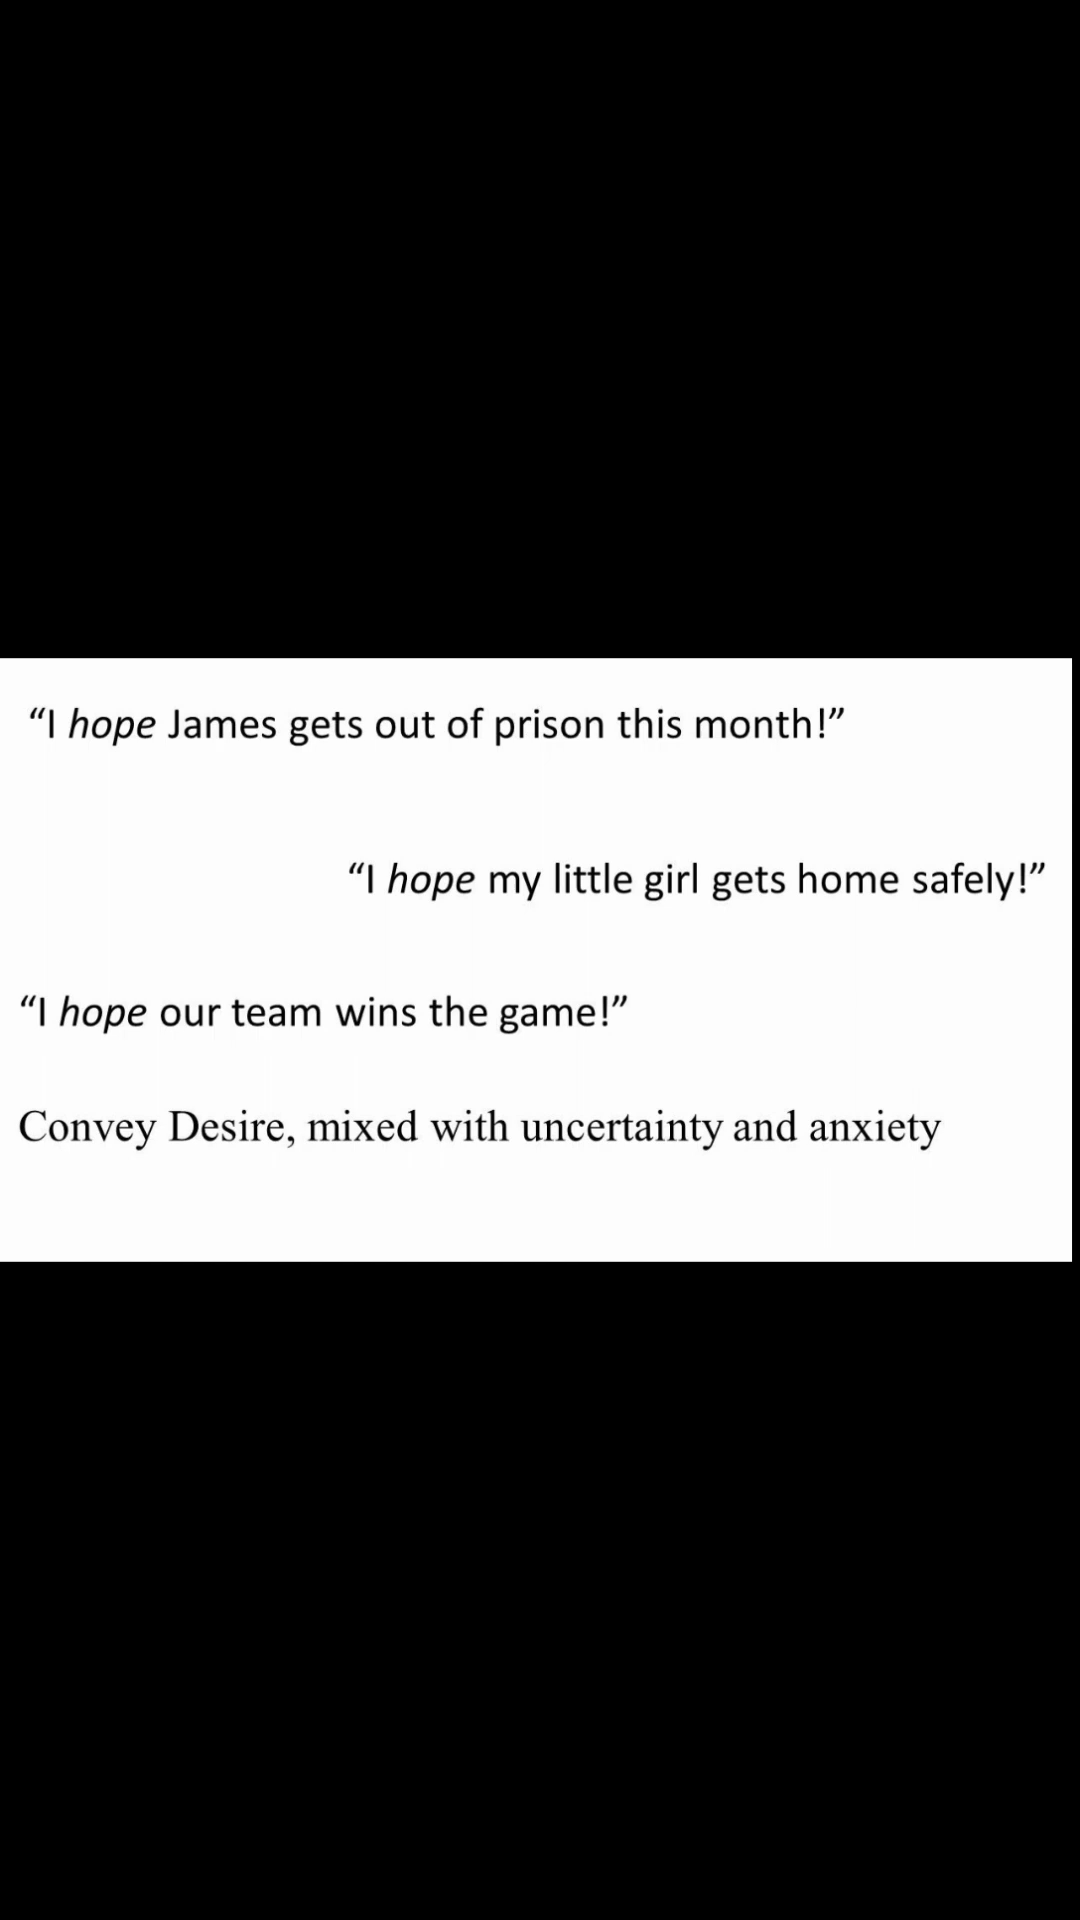 “I hope James gets out of prison this month!”
“I hope my little girl gets home safely!”
“I hope our team wins the game!”
Convey Desire, mixed with uncertainty and anxiety